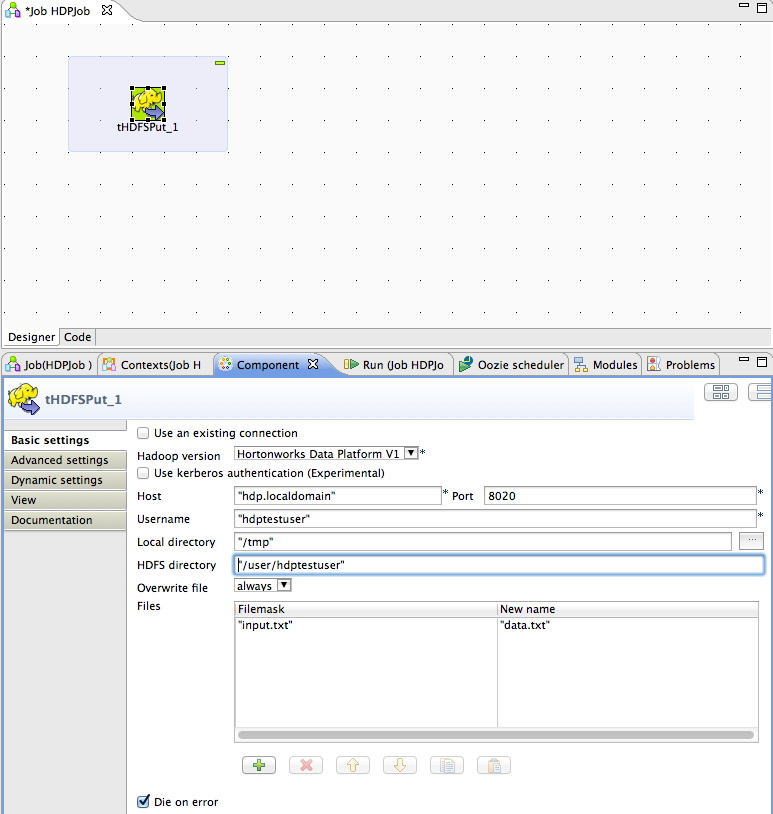 *Job HDPJob
tHDFSPut_1
Designer Code
Job(HDPJob ) Contexts(Job H Component Run (Job HDPJo Oozie scheduler Modules Problems
tHDFSPut_1
Basic settings
Advanced settings
Dynamic settings
View
Documentation
Use an existing connection
Hadoop version Hortonworks Data Platform V1 *
Use kerberos authentication (Experimental)
Host "hdp.localdomain" * Port 8020 *
Username "hdptestuser" *
Local directory "/tmp" ...
HDFS directory "/user/hdptestuser"
Overwrite file always
Files
Filemask New name
"input.txt" "data.txt"
Die on error